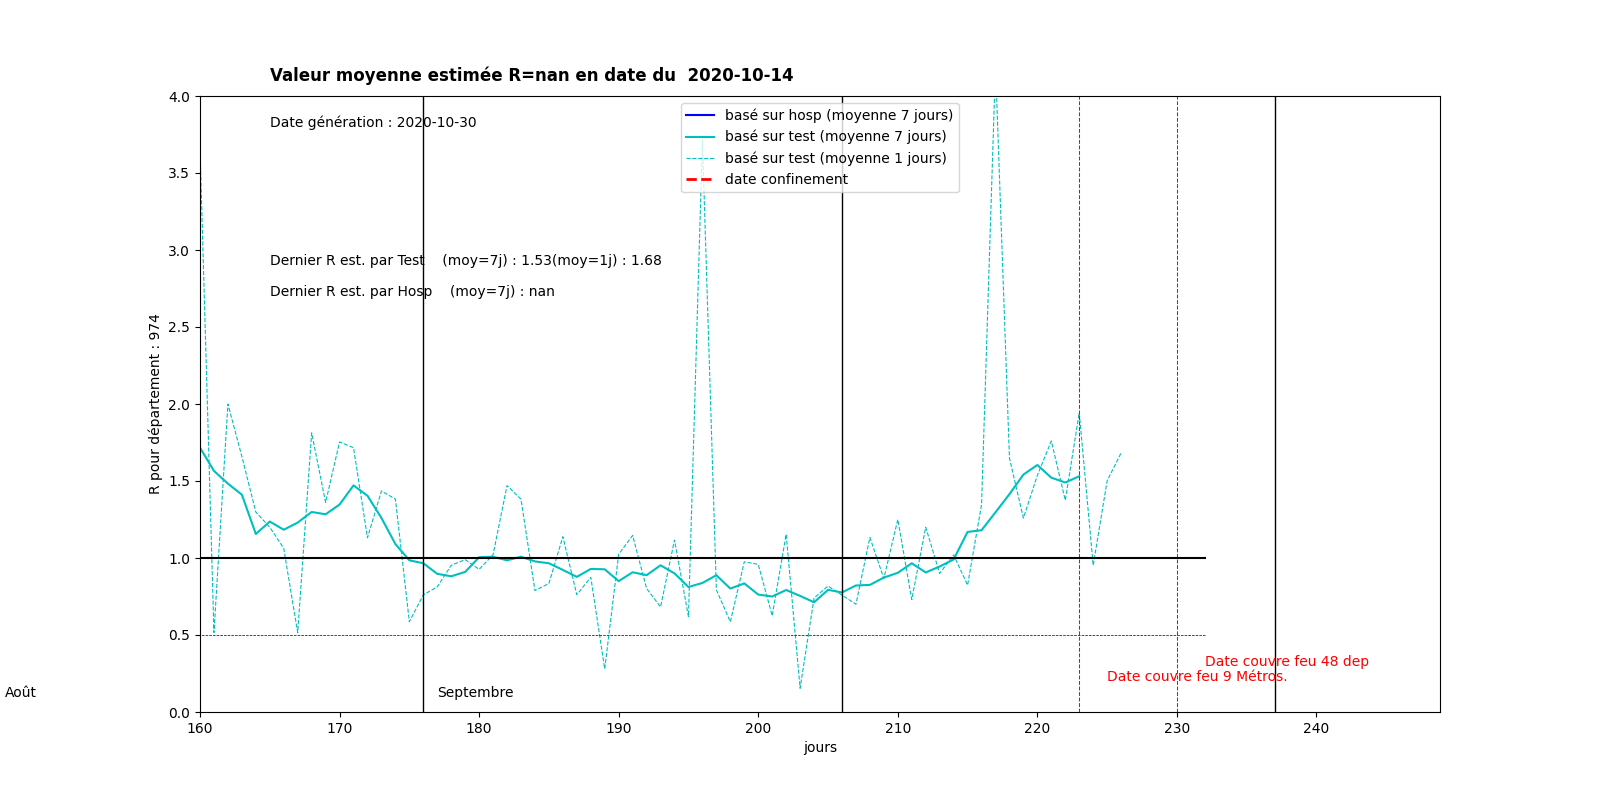 Valeur moyenne estimée R=nan en date du  2020-10-14
Date génération : 2020-10-30
basé sur hosp (moyenne 7 jours)
basé sur test (moyenne 7 jours)
basé sur test (moyenne 1 jours)
date confinement
Dernier R est. par Test    (moy=7j) : 1.53(moy=1j) : 1.68
Dernier R est. par Hosp    (moy=7j) : nan
R pour département : 974
4.0
3.5
3.0
2.5
2.0
1.5
1.0
0.5
0.0
Date couvre feu 48 dep
Date couvre feu 9 Métros.
Août
Septembre
160 170 180 190 200 210 220 230 240
jours